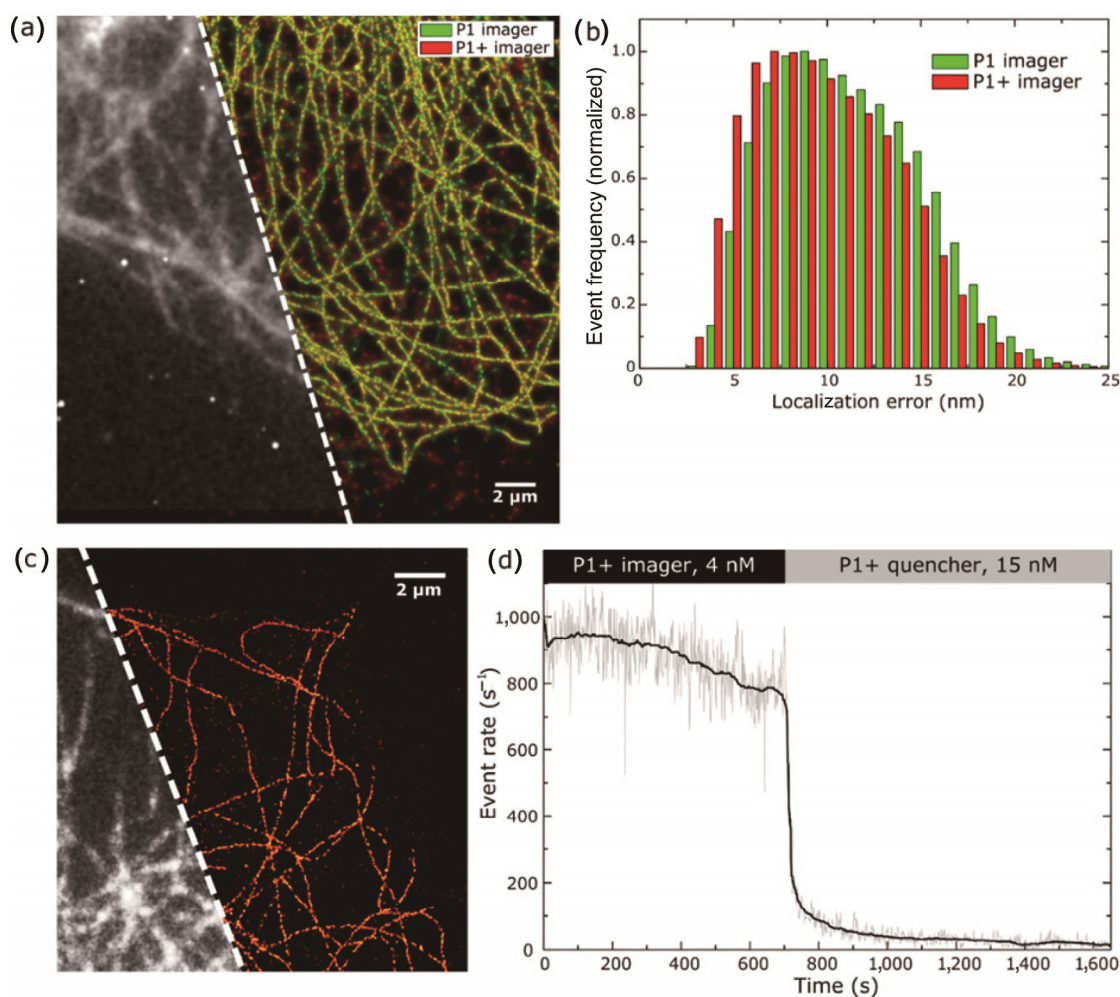 (a)
P1 imager
P1+ imager
2 μm
(b)
Event frequency (normalized)
1.0
0.8
0.6
0.4
0.2
0
P1 imager
P1+ imager
0
5
10
15
20
25
Localization error (nm)
(c)
2 μm
(d)
P1+ imager, 4 nM
P1+ quencher, 15 nM
Event rate (s⁻¹)
1,000
800
600
400
200
0
0 200 400 600 800 1,000 1,200 1,400 1,600
Time (s)